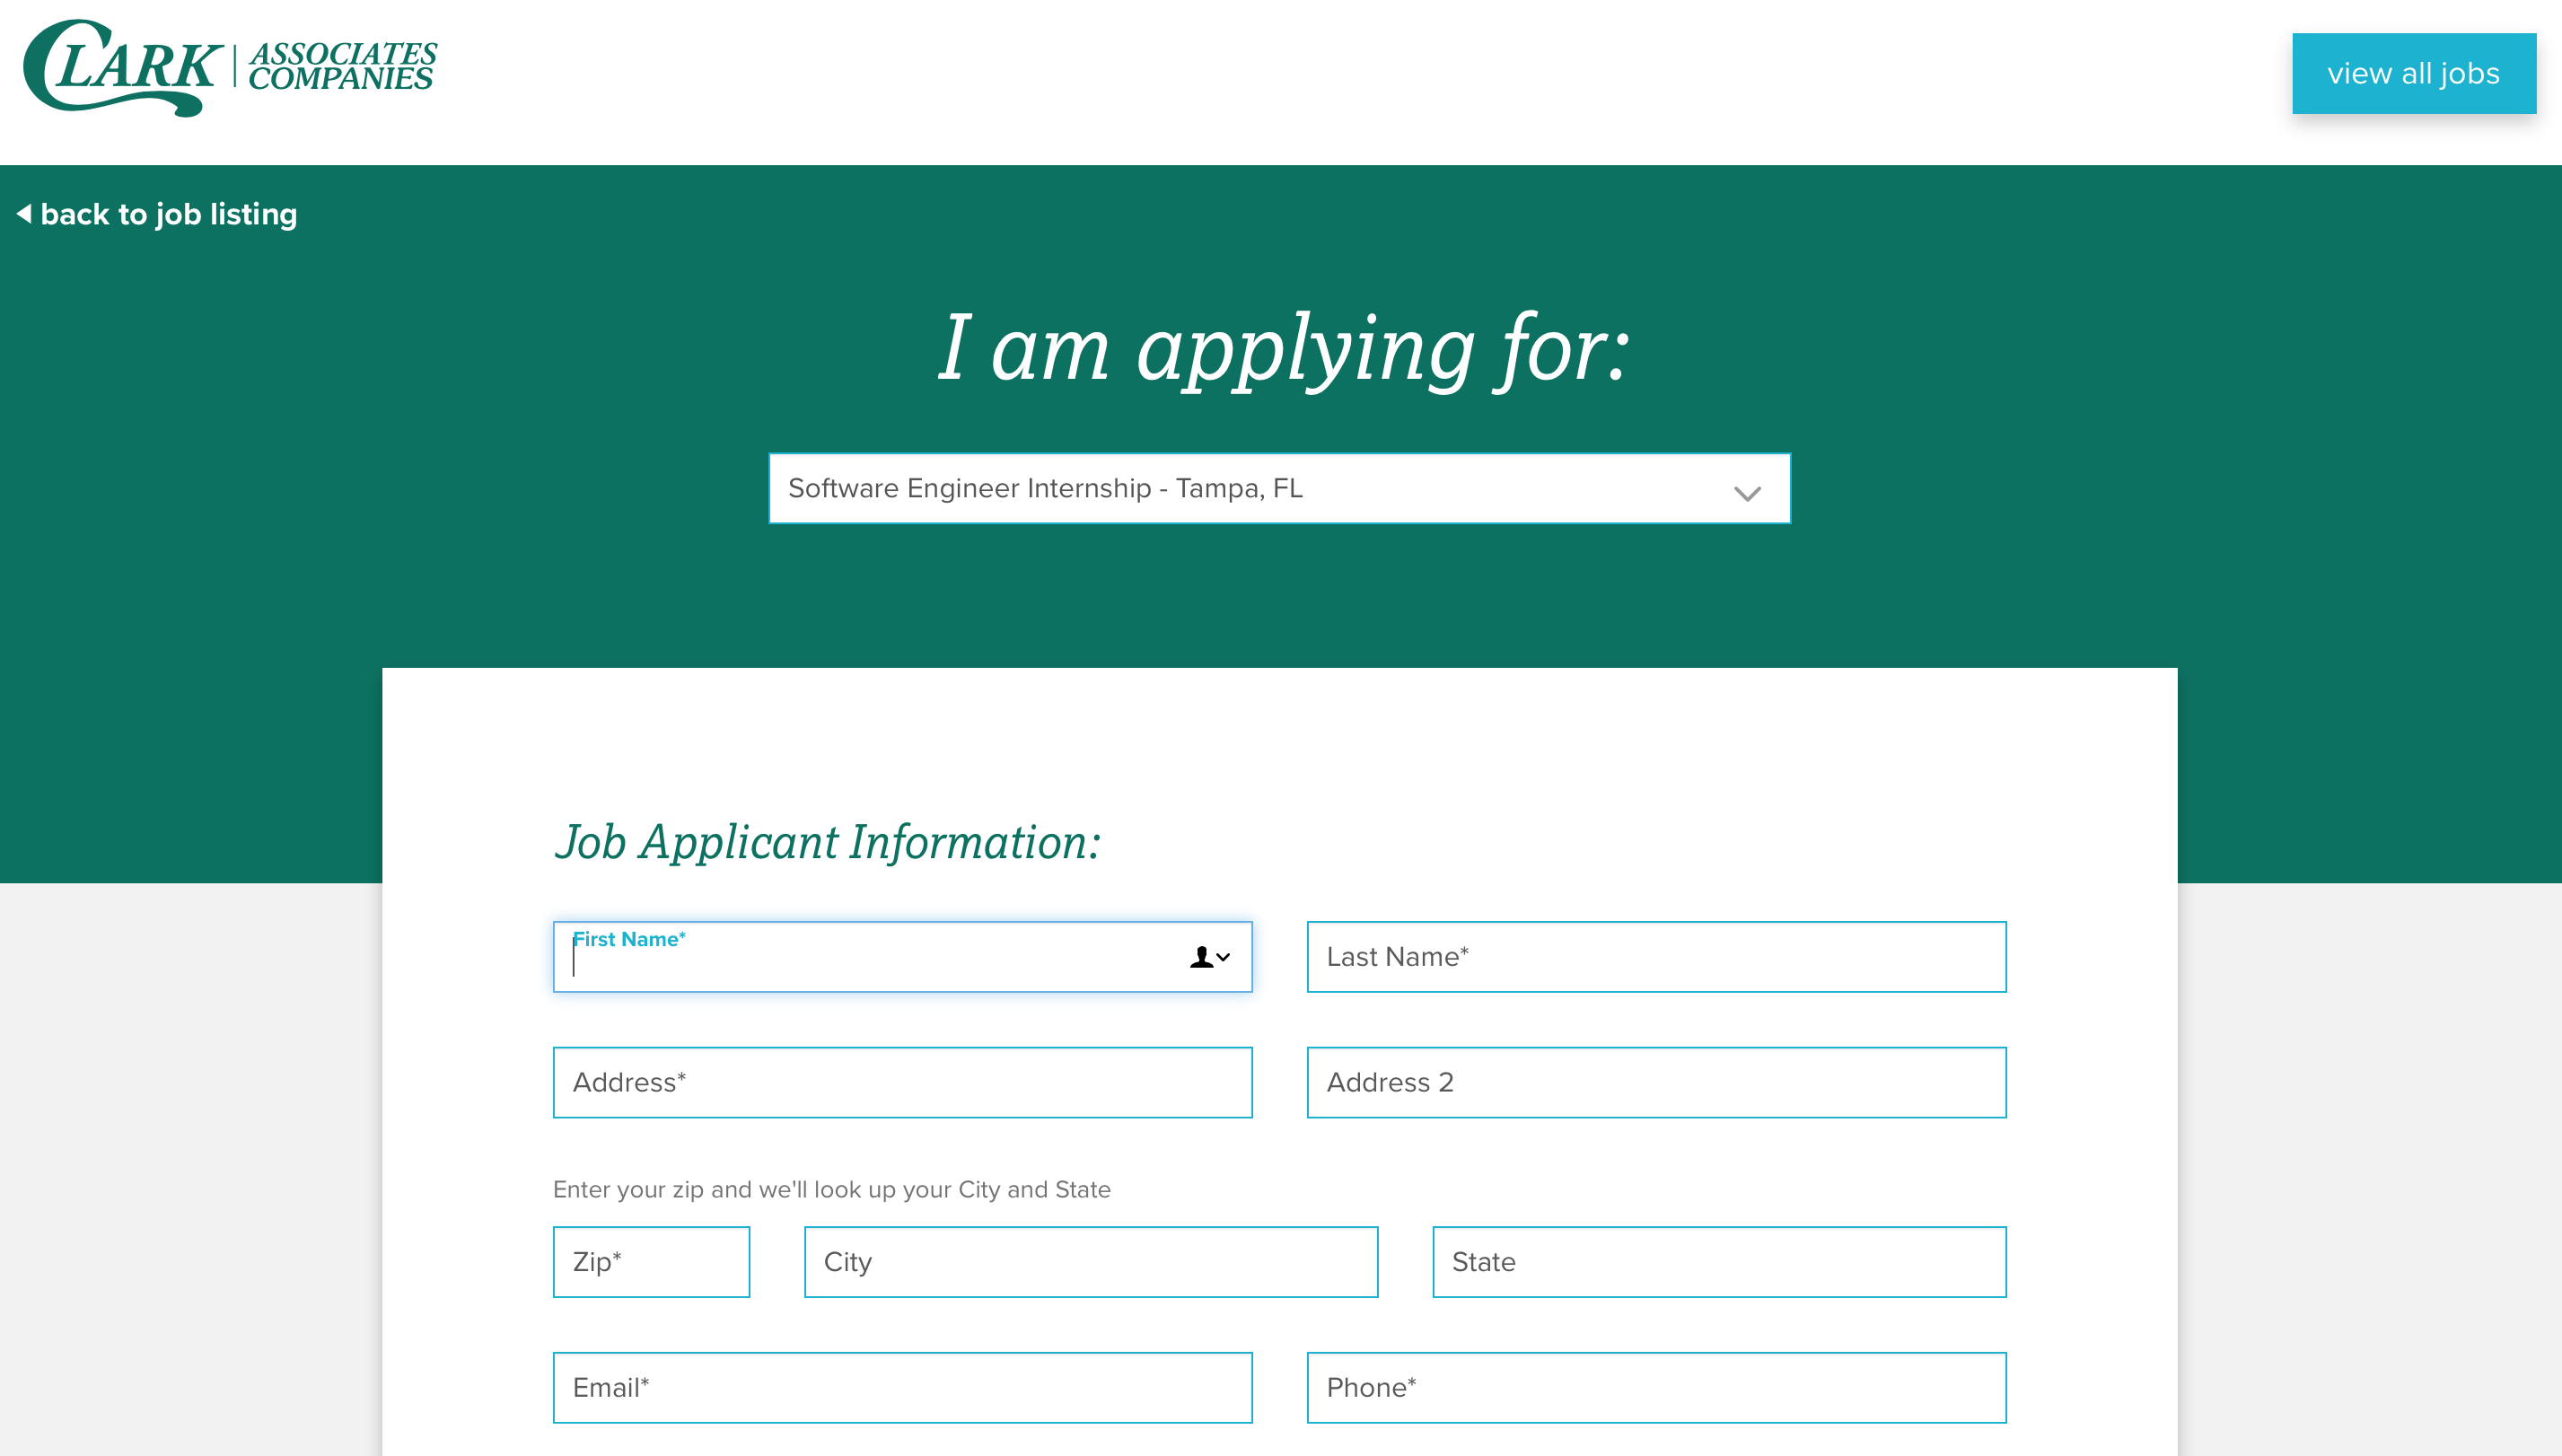 CLARK ASSOCIATES COMPANIES
view all jobs
back to job listing
I am applying for:
Software Engineer Internship - Tampa, FL
Job Applicant Information:
First Name*
Last Name*
Address*
Address 2
Enter your zip and we'll look up your City and State
Zip*
City
State
Email*
Phone*